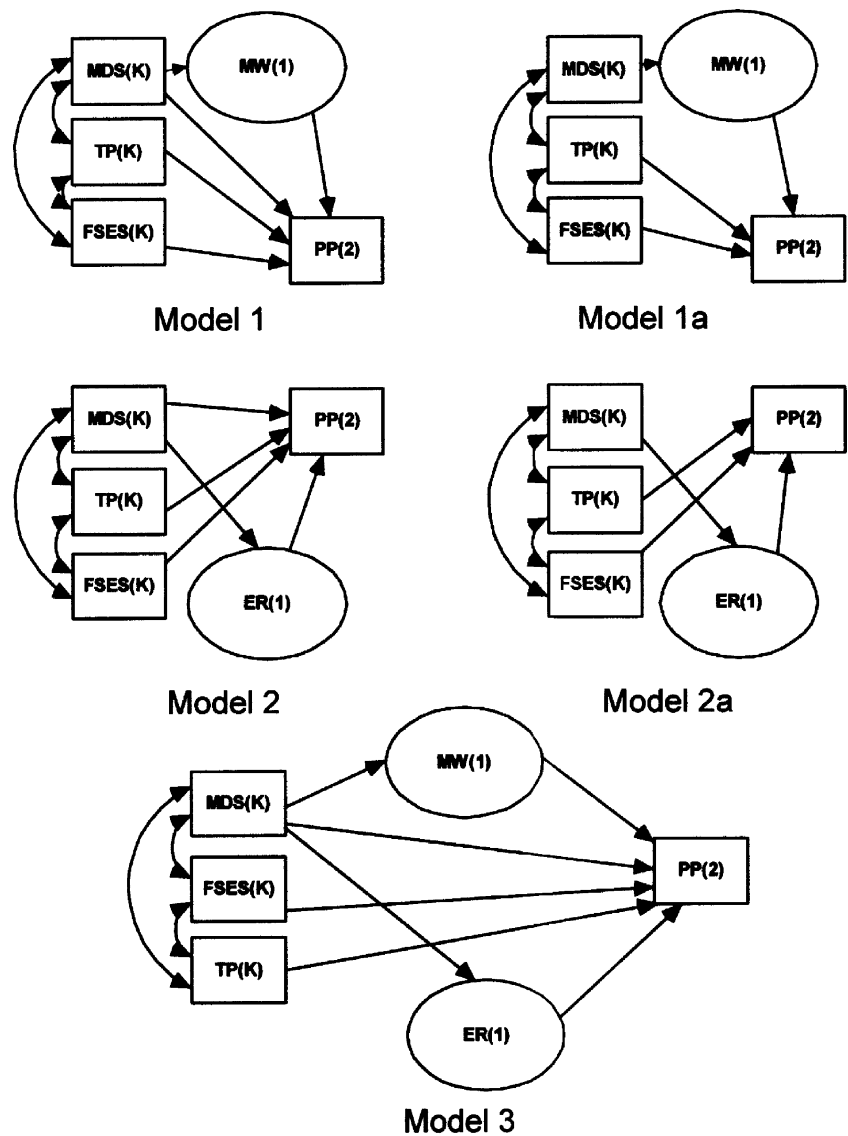 MDS(K)
MW(1)
TP(K)
FSES(K)
PP(2)
Model 1
MDS(K)
MW(1)
TP(K)
FSES(K)
PP(2)
Model 1a
MDS(K)
PP(2)
TP(K)
FSES(K)
ER(1)
Model 2
MDS(K)
PP(2)
TP(K)
FSES(K)
ER(1)
Model 2a
MW(1)
MDS(K)
PP(2)
FSES(K)
TP(K)
ER(1)
Model 3